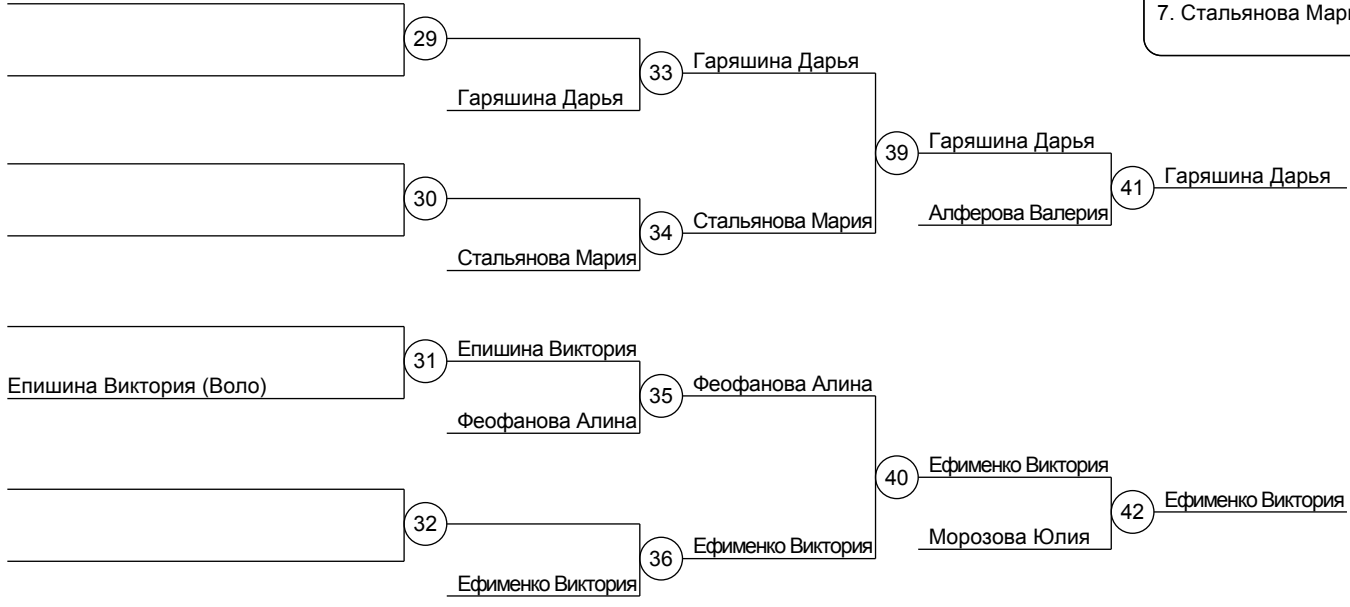 7. Стальянова Мари
29
33
Гаряшина Дарья
Гаряшина Дарья
39
Гаряшина Дарья
41
Гаряшина Дарья
30
34
Стальянова Мария
Алферова Валерия
Стальянова Мария
31
Епишина Виктория
Епишина Виктория (Воло)
35
Феофанова Алина
Феофанова Алина
40
Ефименко Виктория
42
Ефименко Виктория
32
36
Ефименко Виктория
Морозова Юлия
Ефименко Виктория